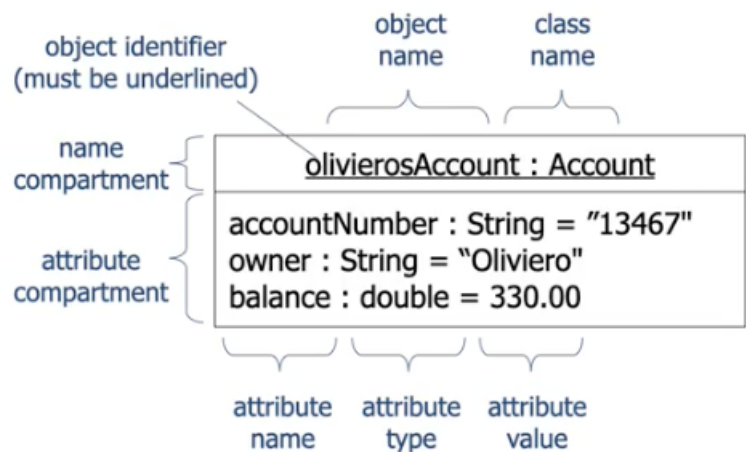 object identifier
(must be underlined)
object
name
class
name
name
compartment
olivierosAccount : Account
attribute
compartment
accountNumber : String = ”13467"
owner : String = “Oliviero"
balance : double = 330.00
attribute
name
attribute
type
attribute
value